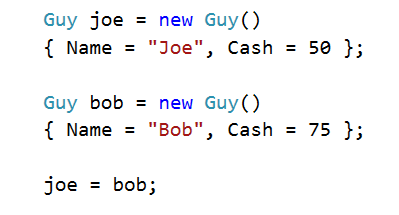 Guy joe = new Guy()
{ Name = "Joe", Cash = 50 };
Guy bob = new Guy()
{ Name = "Bob", Cash = 75 };
joe = bob;